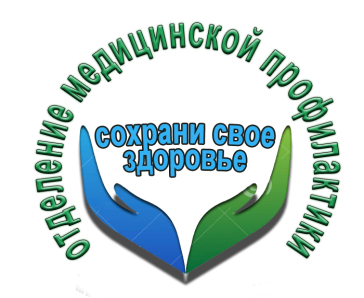 отделение медицинской профилактики
сохрани свое
здоровье